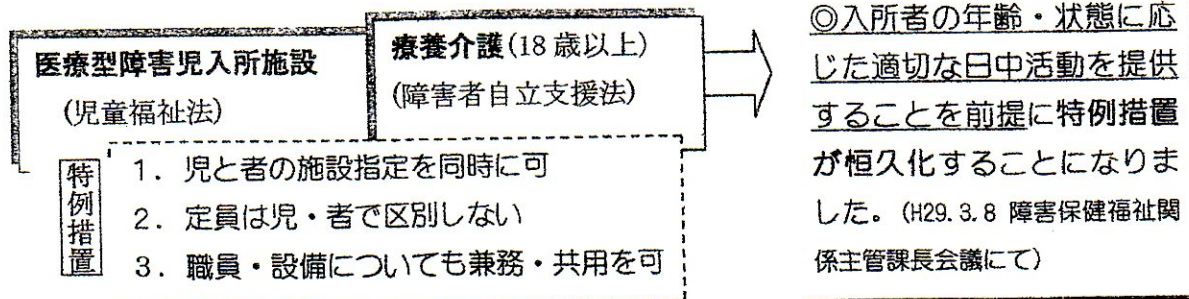 医療型障害児入所施設
(児童福祉法)
療養介護(18歳以上)
(障害者自立支援法)
特例措置
1. 児と者の施設指定を同時に可
2. 定員は児・者で区別しない
3. 職員・設備についても兼務・共用を可
◎入所者の年齢・状態に応
じた適切な日中活動を提供
することを前提に特例措置
が恒久化することになりま
した。(H29.3.8 障害保健福祉関
係主管課長会議にて)